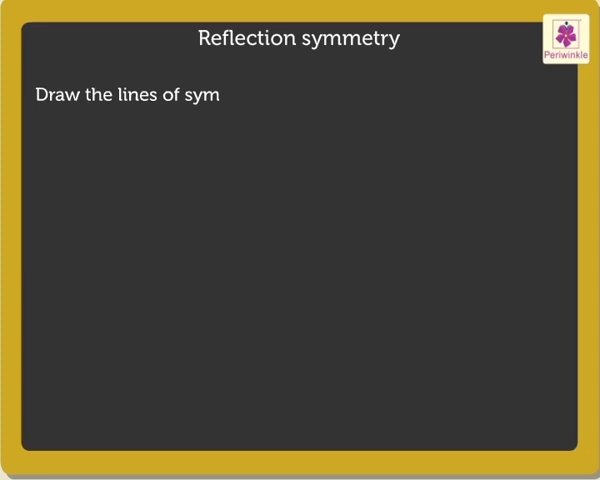 Reflection symmetry
Periwinkle
Draw the lines of sym